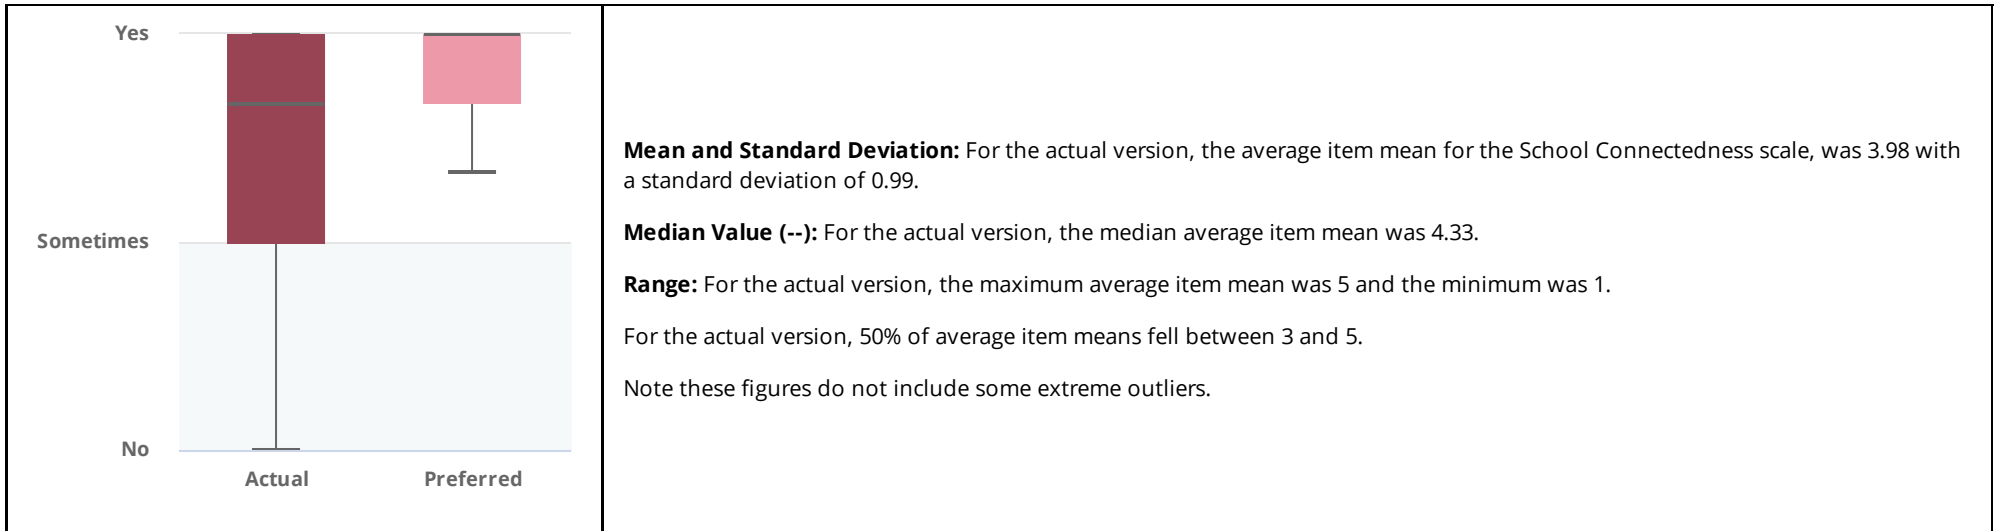 Yes
Sometimes
No
Actual
Preferred
Mean and Standard Deviation: For the actual version, the average item mean for the School Connectedness scale, was 3.98 with
a standard deviation of 0.99.
Median Value (--): For the actual version, the median average item mean was 4.33.
Range: For the actual version, the maximum average item mean was 5 and the minimum was 1.
For the actual version, 50% of average item means fell between 3 and 5.
Note these figures do not include some extreme outliers.